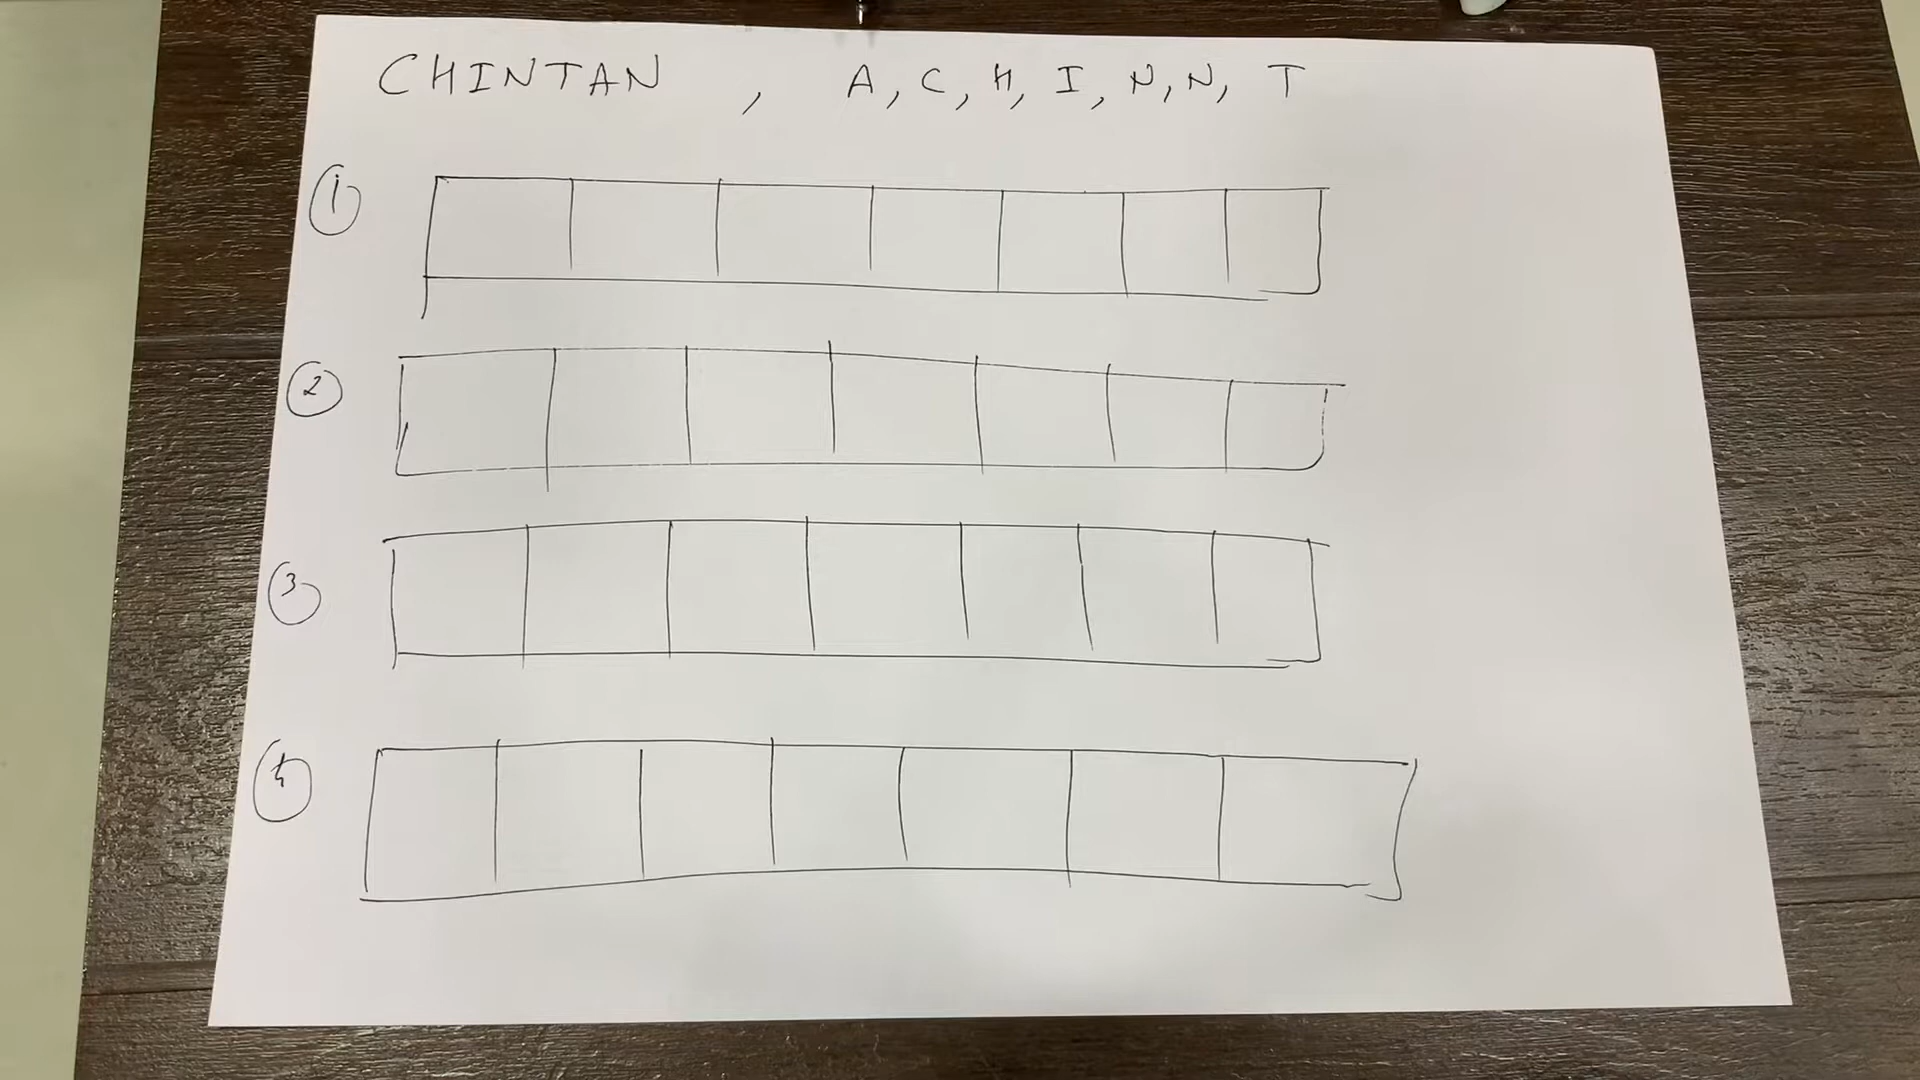 CHINTAN , A, C, H, I, N, N, T
1
2
3
4